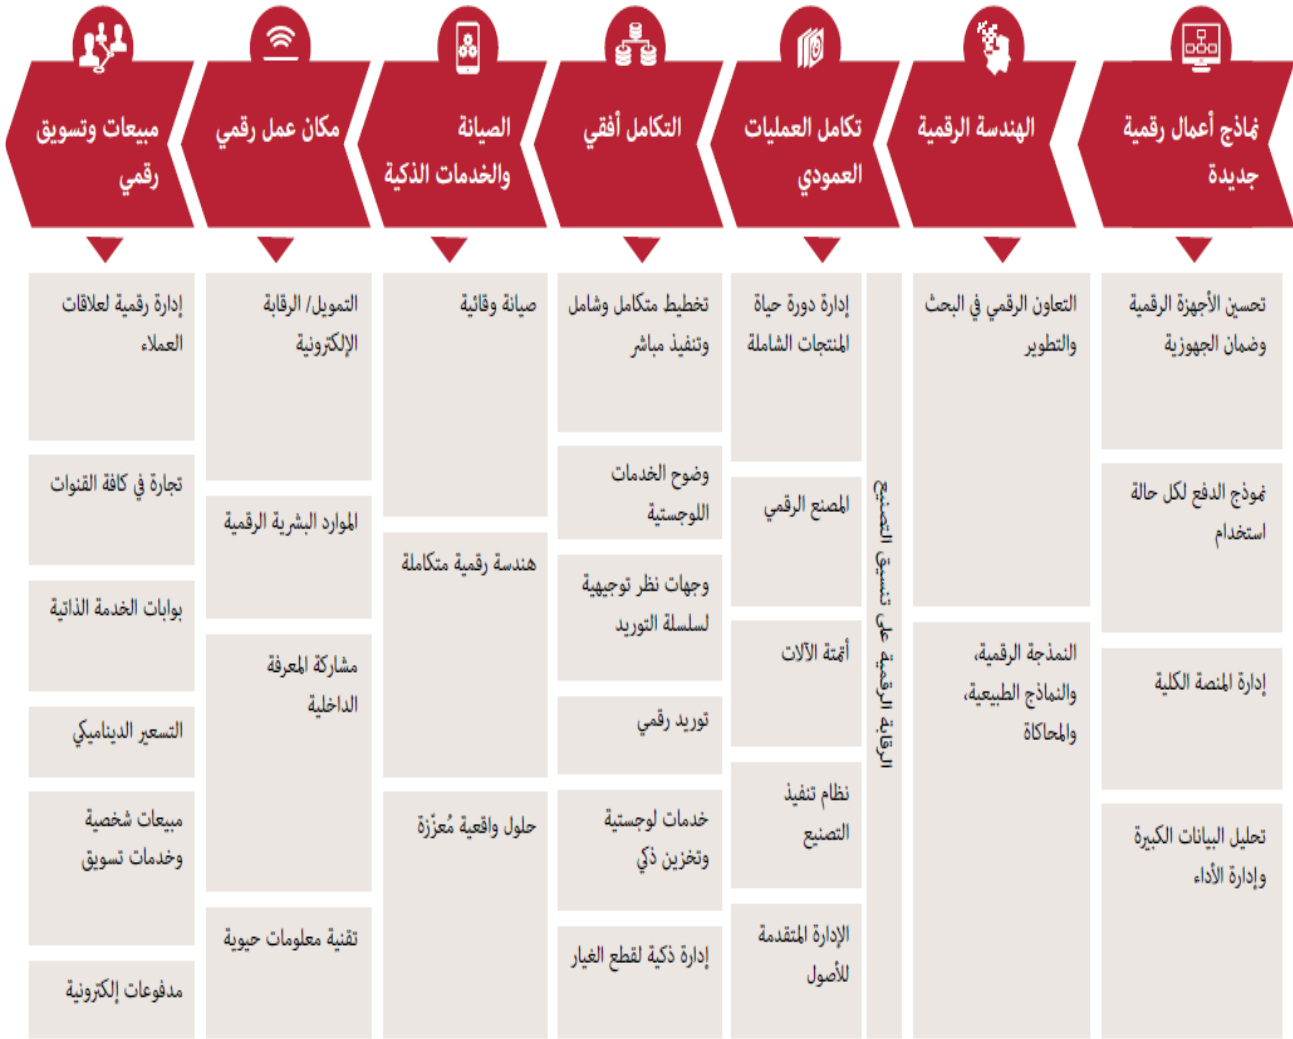 نماذج أعمال رقمية
جديدة
تحسين الأجهزة الرقمية
وضمان الجهوزية
نموذج الدفع لكل حالة
استخدام
إدارة المنصة الكلية
تحليل البيانات الكبيرة
وإدارة الأداء
الهندسة الرقمية
التعاون الرقمي في البحث
والتطوير
النمذجة الرقمية،
والنماذج الطبيعية،
والمحاكاة
تكامل العمليات
العمودي
الرقابة الرقمية على تنسيق التصنيع
إدارة دورة حياة
المنتجات الشاملة
المصنع الرقمي
أتمتة الآلات
نظام تنفيذ
التصنيع
الإدارة المتقدمة
للأصول
التكامل أفقي
تخطيط متكامل وشامل
وتنفيذ مباشر
وضوح الخدمات
اللوجستية
وجهات نظر توجيهية
لسلسلة التوريد
توريد رقمي
خدمات لوجستية
وتخزين ذكي
إدارة ذكية لقطع الغيار
الصيانة
والخدمات الذكية
صيانة وقائية
هندسة رقمية متكاملة
حلول واقعية مُعزّزة
مكان عمل رقمي
التمويل/ الرقابة
الإلكترونية
الموارد البشرية الرقمية
مشاركة المعرفة
الداخلية
تقنية معلومات حيوية
مبيعات وتسويق
رقمي
إدارة رقمية لعلاقات
العملاء
تجارة في كافة القنوات
بوابات الخدمة الذاتية
التسعير الديناميكي
مبيعات شخصية
وخدمات تسويق
مدفوعات إلكترونية